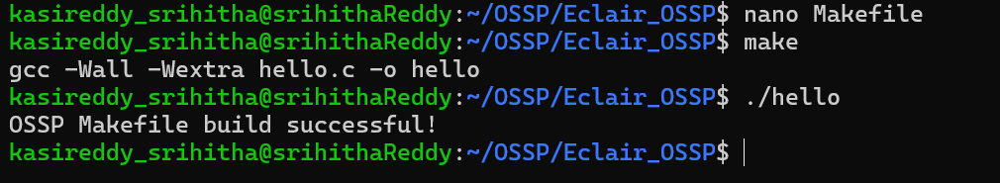 kasireddy_srihitha@srihithaReddy:~/OSSP/Eclair_OSSP$ nano Makefile
kasireddy_srihitha@srihithaReddy:~/OSSP/Eclair_OSSP$ make
gcc -Wall -Wextra hello.c -o hello
kasireddy_srihitha@srihithaReddy:~/OSSP/Eclair_OSSP$ ./hello
OSSP Makefile build successful!
kasireddy_srihitha@srihithaReddy:~/OSSP/Eclair_OSSP$